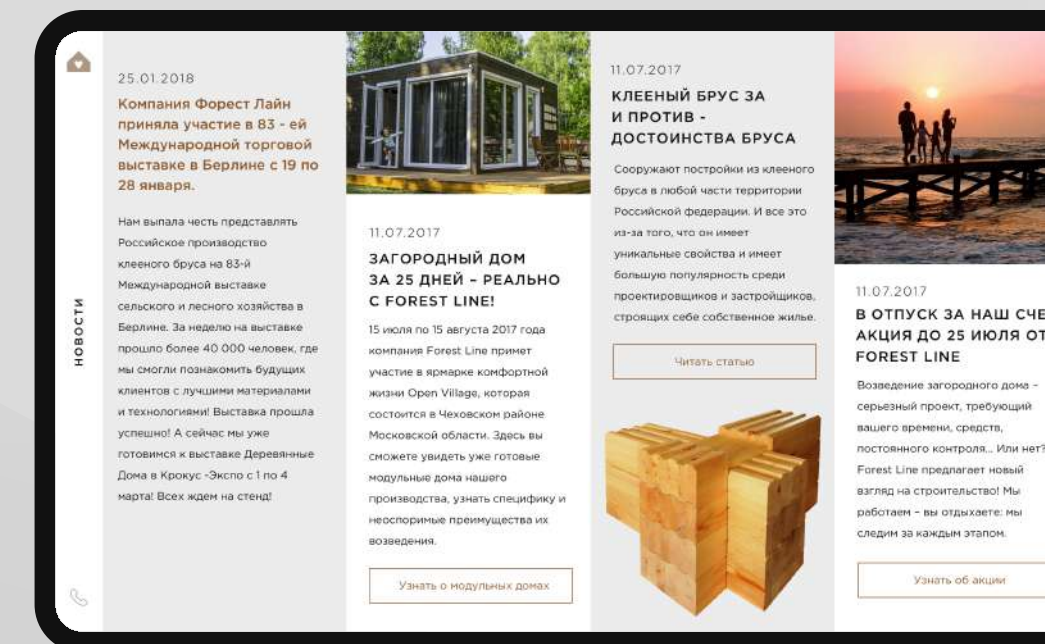 НОВОСТИ
25.01.2018
Компания Форест Лайн
приняла участие в 83 - ей
Международной торговой
выставке в Берлине с 19 по
28 января.
Нам выпала честь представлять
Российское производство
клееного бруса на 83-й
Международной выставке
сельского и лесного хозяйства в
Берлине. За неделю на выставке
прошло более 40 000 человек, где
мы смогли познакомить будущих
клиентов с лучшими материалами
и технологиями! Выставка прошла
успешно! А сейчас мы уже
готовимся к выставке Деревянные
Дома в Крокус -Экспо с 1 по 4
марта! Всех ждем на стенд!
11.07.2017
ЗАГОРОДНЫЙ ДОМ
ЗА 25 ДНЕЙ – РЕАЛЬНО
С FOREST LINE!
15 июля по 15 августа 2017 года
компания Forest Line примет
участие в ярмарке комфортной
жизни Open Village, которая
состоится в Чеховском районе
Московской области. Здесь вы
сможете увидеть уже готовые
модульные дома нашего
производства, узнать специфику и
неоспоримые преимущества их
возведения.
Узнать о модульных домах
11.07.2017
КЛЕЕНЫЙ БРУС ЗА
И ПРОТИВ -
ДОСТОИНСТВА БРУСА
Сооружают постройки из клееного
бруса в любой части территории
Российской федерации. И все это
из-за того, что он имеет
уникальные свойства и имеет
большую популярность среди
проектировщиков и застройщиков,
строящих себе собственное жилье.
Читать статью
11.07.2017
В ОТПУСК ЗА НАШ СЧЕ
АКЦИЯ ДО 25 ИЮЛЯ ОТ
FOREST LINE
Возведение загородного дома –
серьезный проект, требующий
вашего времени, средств,
постоянного контроля... Или нет?
Forest Line предлагает новый
взгляд на строительство! Мы
работаем – вы отдыхаете: мы
следим за каждым этапом.
Узнать об акции